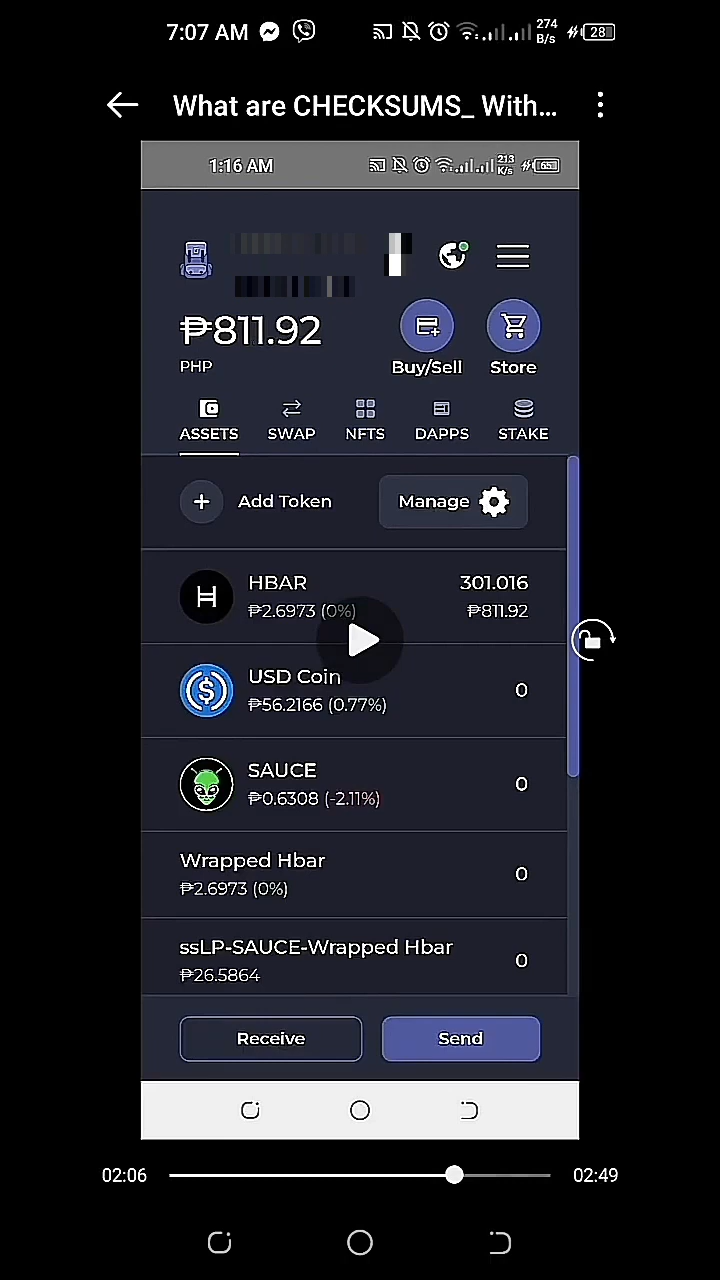 7:07 AM 274 B/s 28
What are CHECKSUMS_ With...
1:16 AM 213 K/s 65
₱811.92
PHP
Buy/Sell Store
ASSETS SWAP NFTS DAPPS STAKE
+ Add Token Manage
HBAR 301.016
₱2.6973 (0%) ₱811.92
USD Coin 0
₱56.2166 (0.77%)
SAUCE 0
₱0.6308 (-2.11%)
Wrapped Hbar 0
₱2.6973 (0%)
ssLP-SAUCE-Wrapped Hbar 0
₱26.5864
Receive Send
02:06 02:49